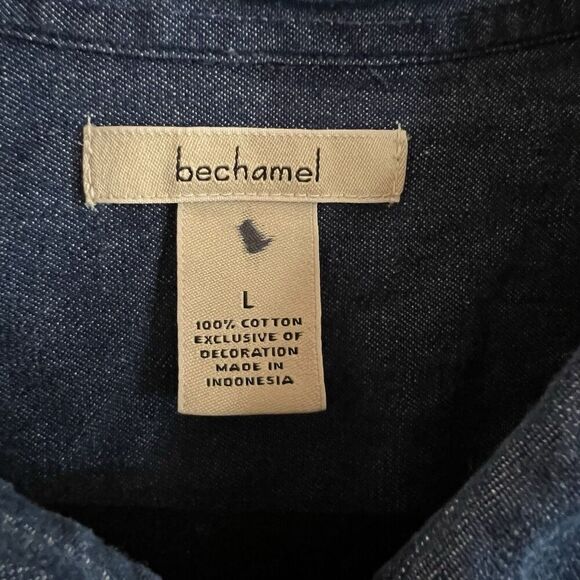 bechamel
L
100% COTTON
EXCLUSIVE OF
DECORATION
MADE IN
INDONESIA